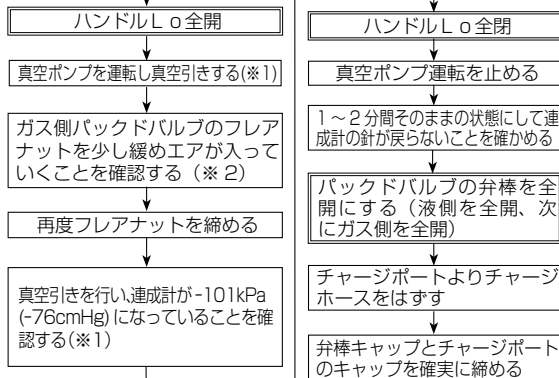 ハンドルＬｏ全開
真空ポンプを運転し真空引きする(※1)
ガス側パックドバルブのフレア
ナットを少し緩めエアが入って
いくことを確認する（※２）
再度フレアナットを締める
真空引きを行い､連成計が-101kPa
(-76cmHg) になっていることを確
認する(※1)
ハンドルＬｏ全閉
真空ポンプ運転を止める
１～２分間そのままの状態にして連
成計の針が戻らないことを確かめる
パックドバルブの弁棒を全
開にする（液側を全開、次
にガス側を全開）
チャージポートよりチャージ
ホースをはずす
弁棒キャップとチャージポート
のキャップを確実に締める